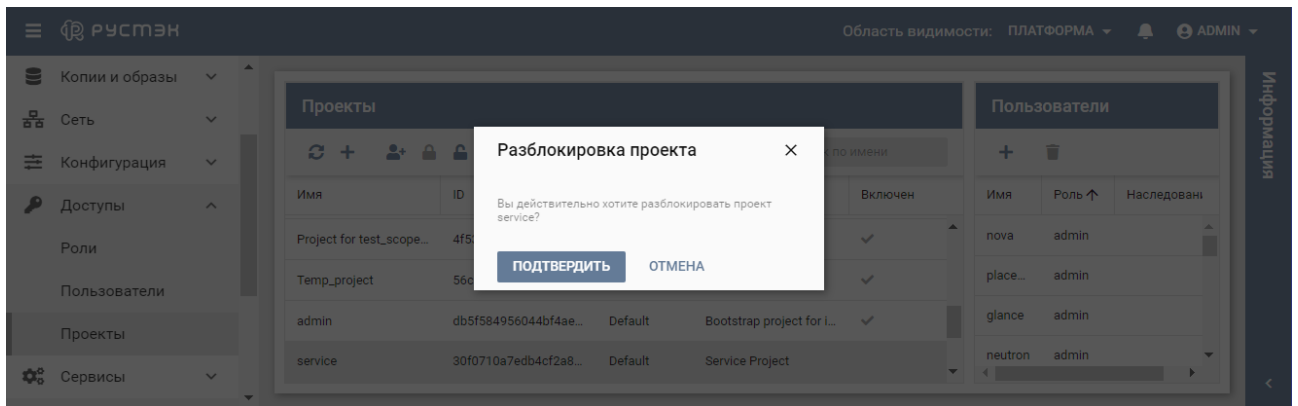 РУСТЭК
Область видимости: ПЛАТФОРМА
ADMIN
Копии и образы
Сеть
Конфигурация
Доступы
Роли
Пользователи
Проекты
Сервисы
Проекты
по имени
Имя
ID
Включен
Project for test_scope...
Temp_project
admin
db5f584956044bf4ae...
Default
Bootstrap project for i...
service
30f0710a7edb4cf2a8...
Default
Service Project
Разблокировка проекта
Вы действительно хотите разблокировать проект
service?
ПОДТВЕРДИТЬ
ОТМЕНА
Пользователи
Имя
Роль
Наследовани
nova
admin
place...
admin
glance
admin
neutron
admin
Информация